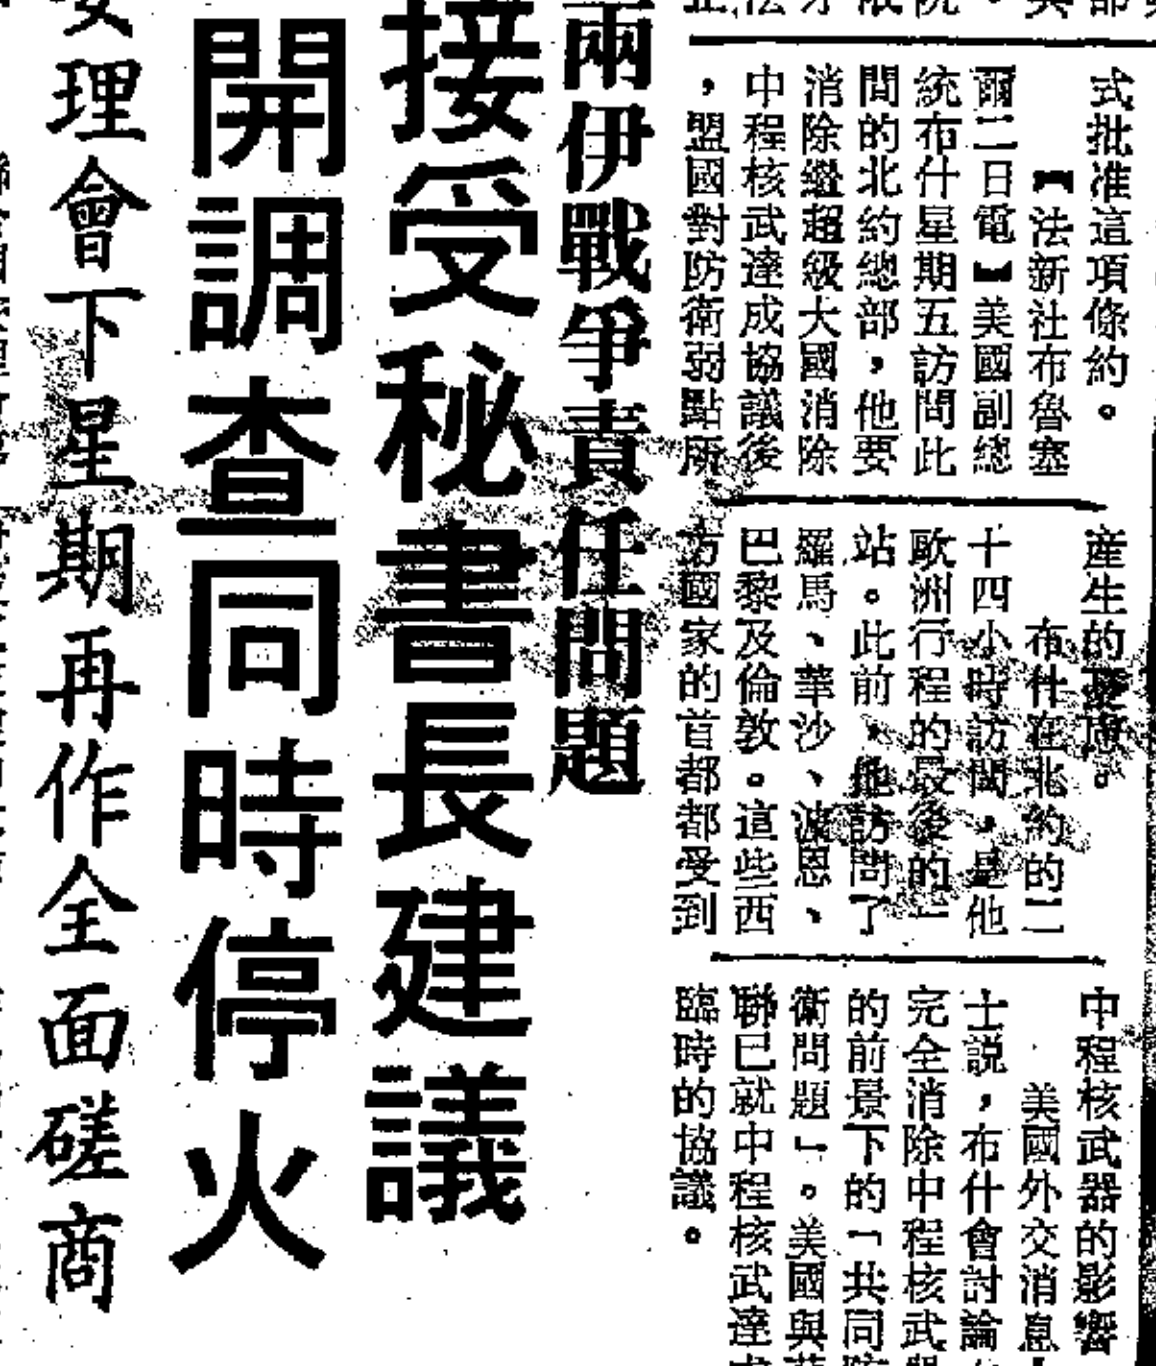 式批准這項條約。
【法新社布魯塞
爾二日電】美國副總
統布什星期五訪問此
間的北約總部，他要
消除繼超級大國消除
中程核武達成協議後
，盟國對防衛弱點所
產生的憂慮。
布什在北約的二
十四小時訪問，是他
歐洲行程的最後的一
站。此前，他訪問了
羅馬、華沙、波恩、
巴黎及倫敦。這些西
方國家的首都都受到
中程核武器的影響
美國外交消息
士説，布什會討論
完全消除中程核武
的前景下的「共同
衛問題」。美國與
聯已就中程核武達
臨時的協議。
兩伊戰爭責任問題
接受秘書長建議
開調查同時停火
安理會下星期再作全面磋商